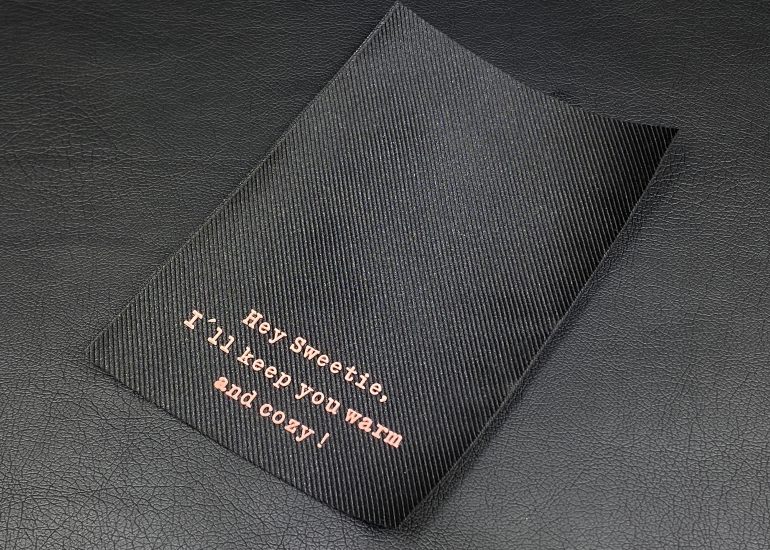 Hey Sweetie,
I´ll keep you warm
and cozy !